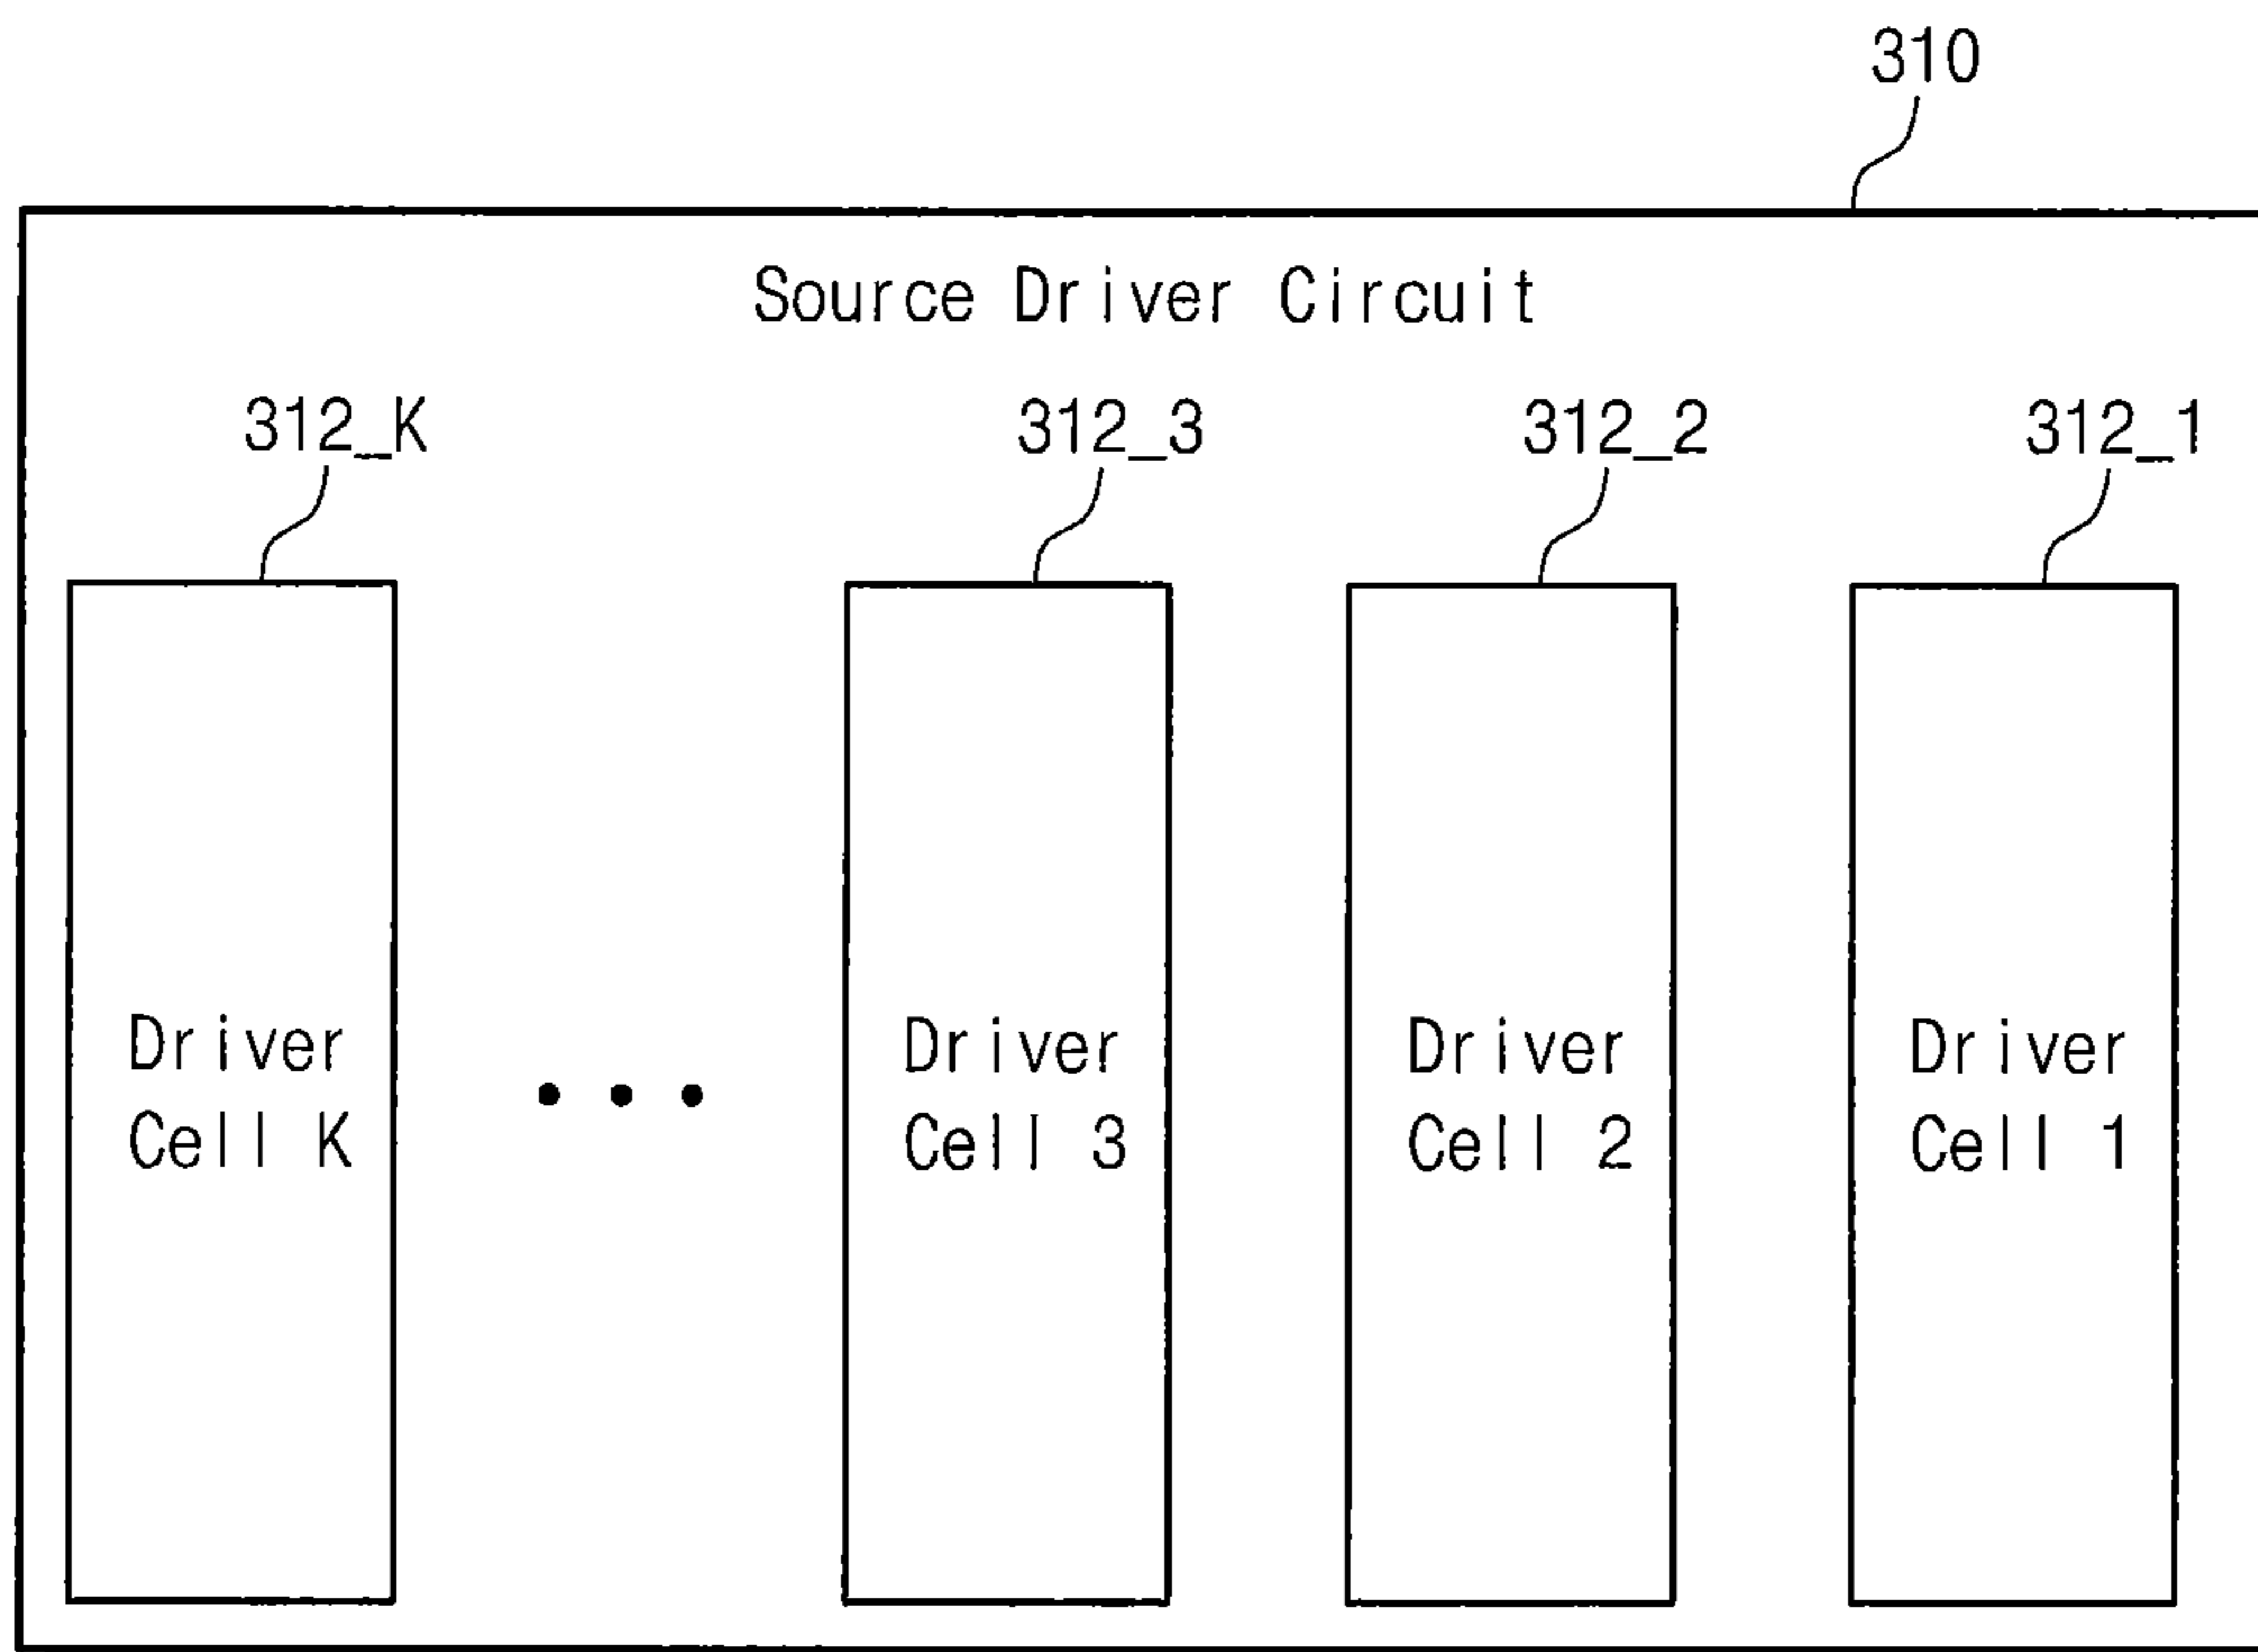 310
Source Driver Circuit
312_K 312_3 312_2 312_1
Driver Cell K
Driver Cell 3
Driver Cell 2
Driver Cell 1